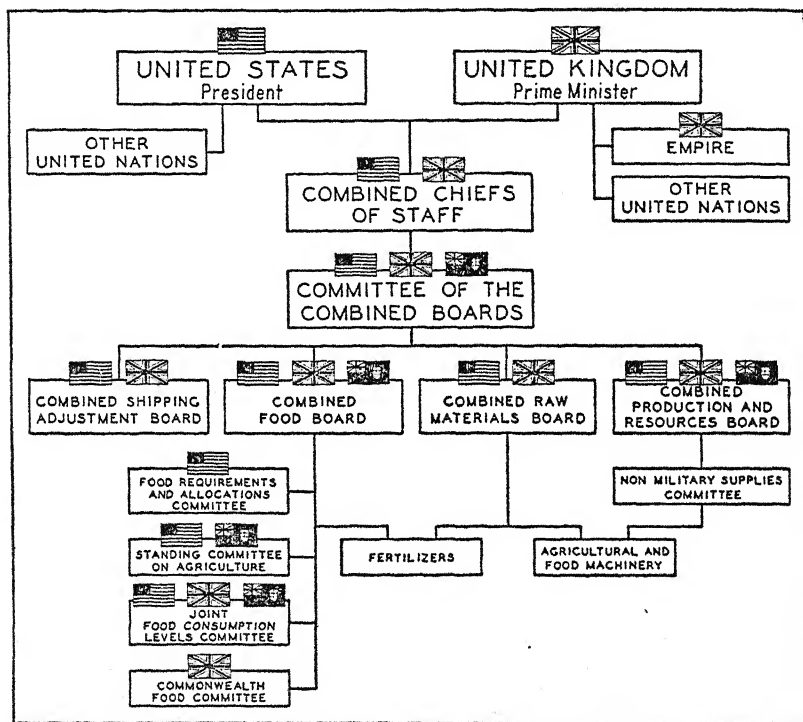 UNITED STATES
President
UNITED KINGDOM
Prime Minister
OTHER
UNITED NATIONS
EMPIRE
OTHER
UNITED NATIONS
COMBINED CHIEFS
OF STAFF
COMMITTEE OF THE
COMBINED BOARDS
COMBINED SHIPPING
ADJUSTMENT BOARD
COMBINED
FOOD BOARD
COMBINED RAW
MATERIALS BOARD
COMBINED
PRODUCTION AND
RESOURCES BOARD
FOOD REQUIREMENTS
AND ALLOCATIONS
COMMITTEE
NON MILITARY SUPPLIES
COMMITTEE
STANDING COMMITTEE
ON AGRICULTURE
FERTILIZERS
AGRICULTURAL AND
FOOD MACHINERY
JOINT
FOOD CONSUMPTION
LEVELS COMMITTEE
COMMONWEALTH
FOOD COMMITTEE